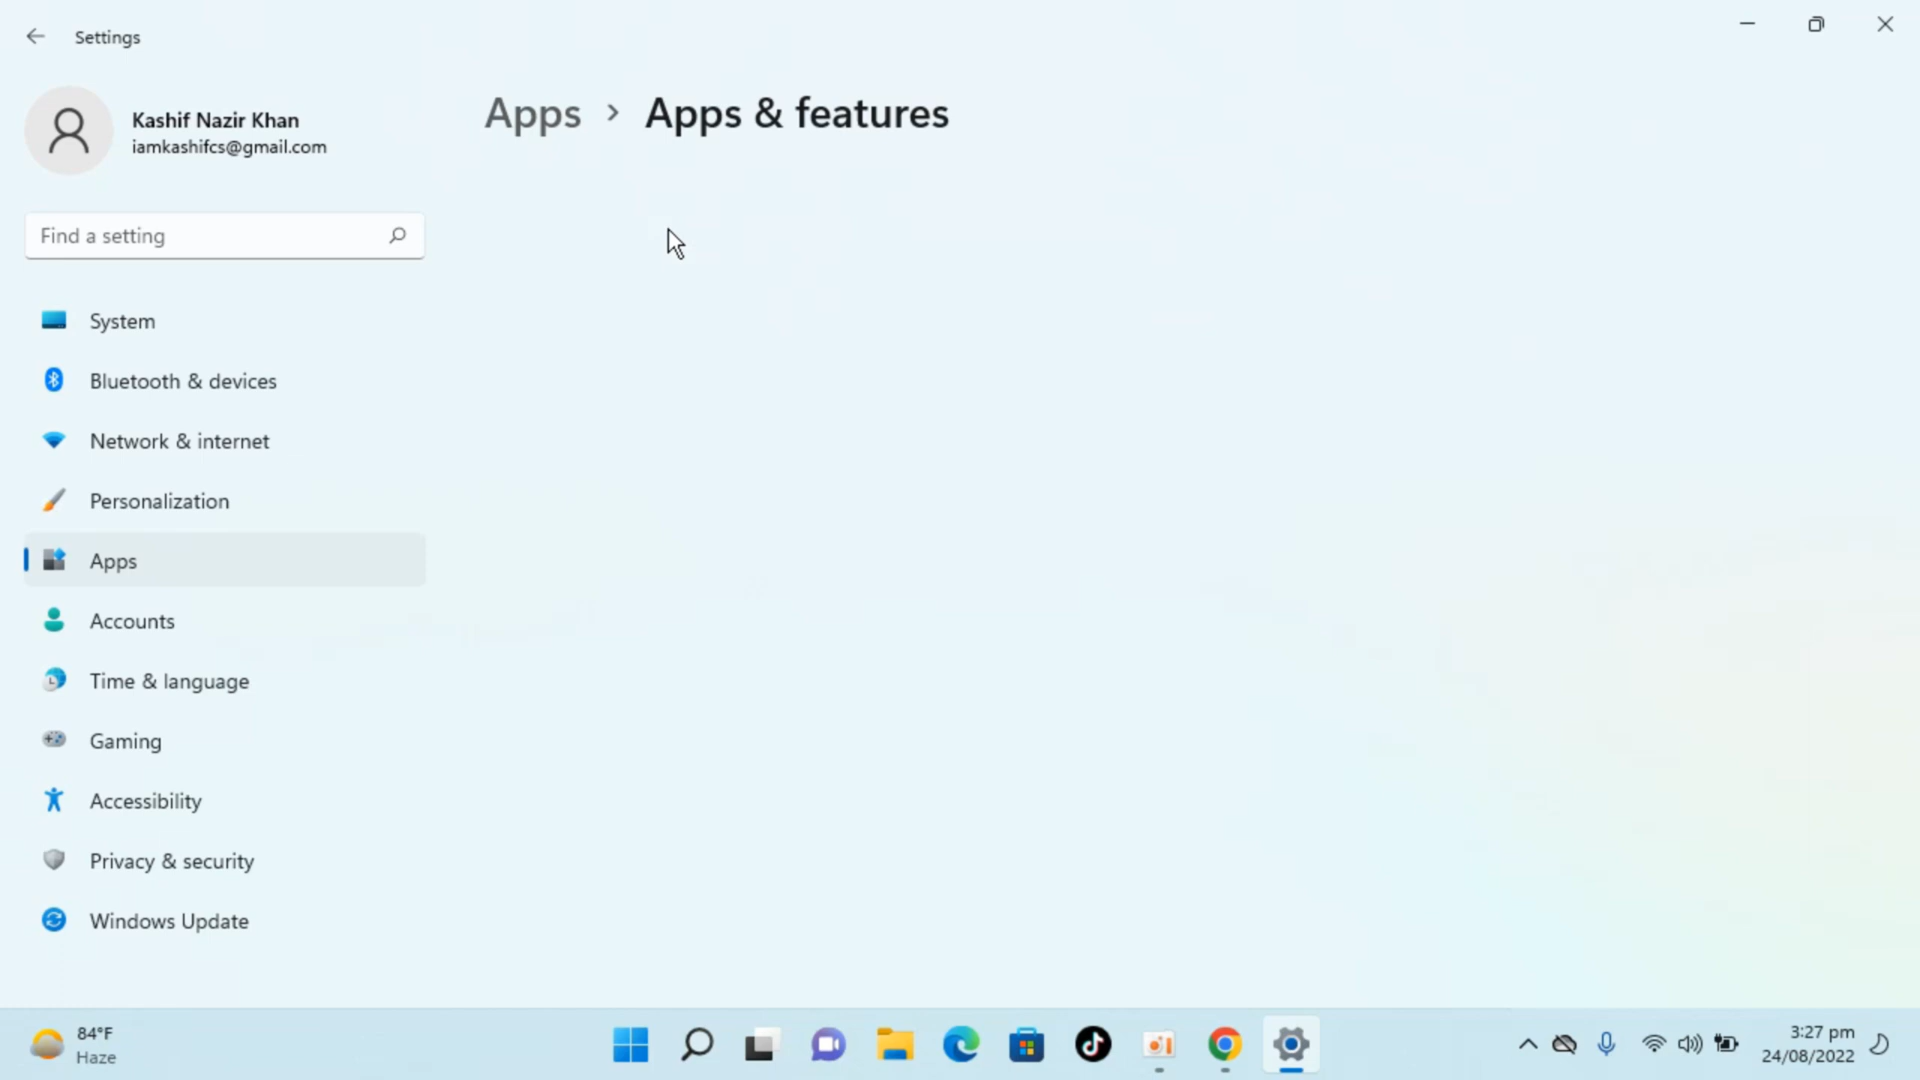 Settings
Kashif Nazir Khan
iamkashifcs@gmail.com
Find a setting
System
Bluetooth & devices
Network & internet
Personalization
Apps
Accounts
Time & language
Gaming
Accessibility
Privacy & security
Windows Update
Apps > Apps & features
84°F
Haze
3:27 pm
24/08/2022